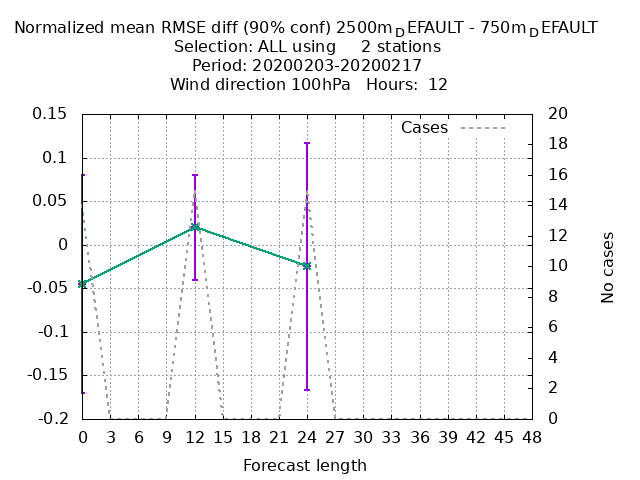 Normalized mean RMSE diff (90% conf) 2500mDEFAULT - 750mDEFAULT
Selection: ALL using 2 stations
Period: 20200203-20200217
Wind direction 100hPa Hours: 12
Cases
0.15
0.1
0.05
0
-0.05
-0.1
-0.15
-0.2
20
18
16
14
12
10
8
6
4
2
0
No cases
0 3 6 9 12 15 18 21 24 27 30 33 36 39 42 45 48
Forecast length